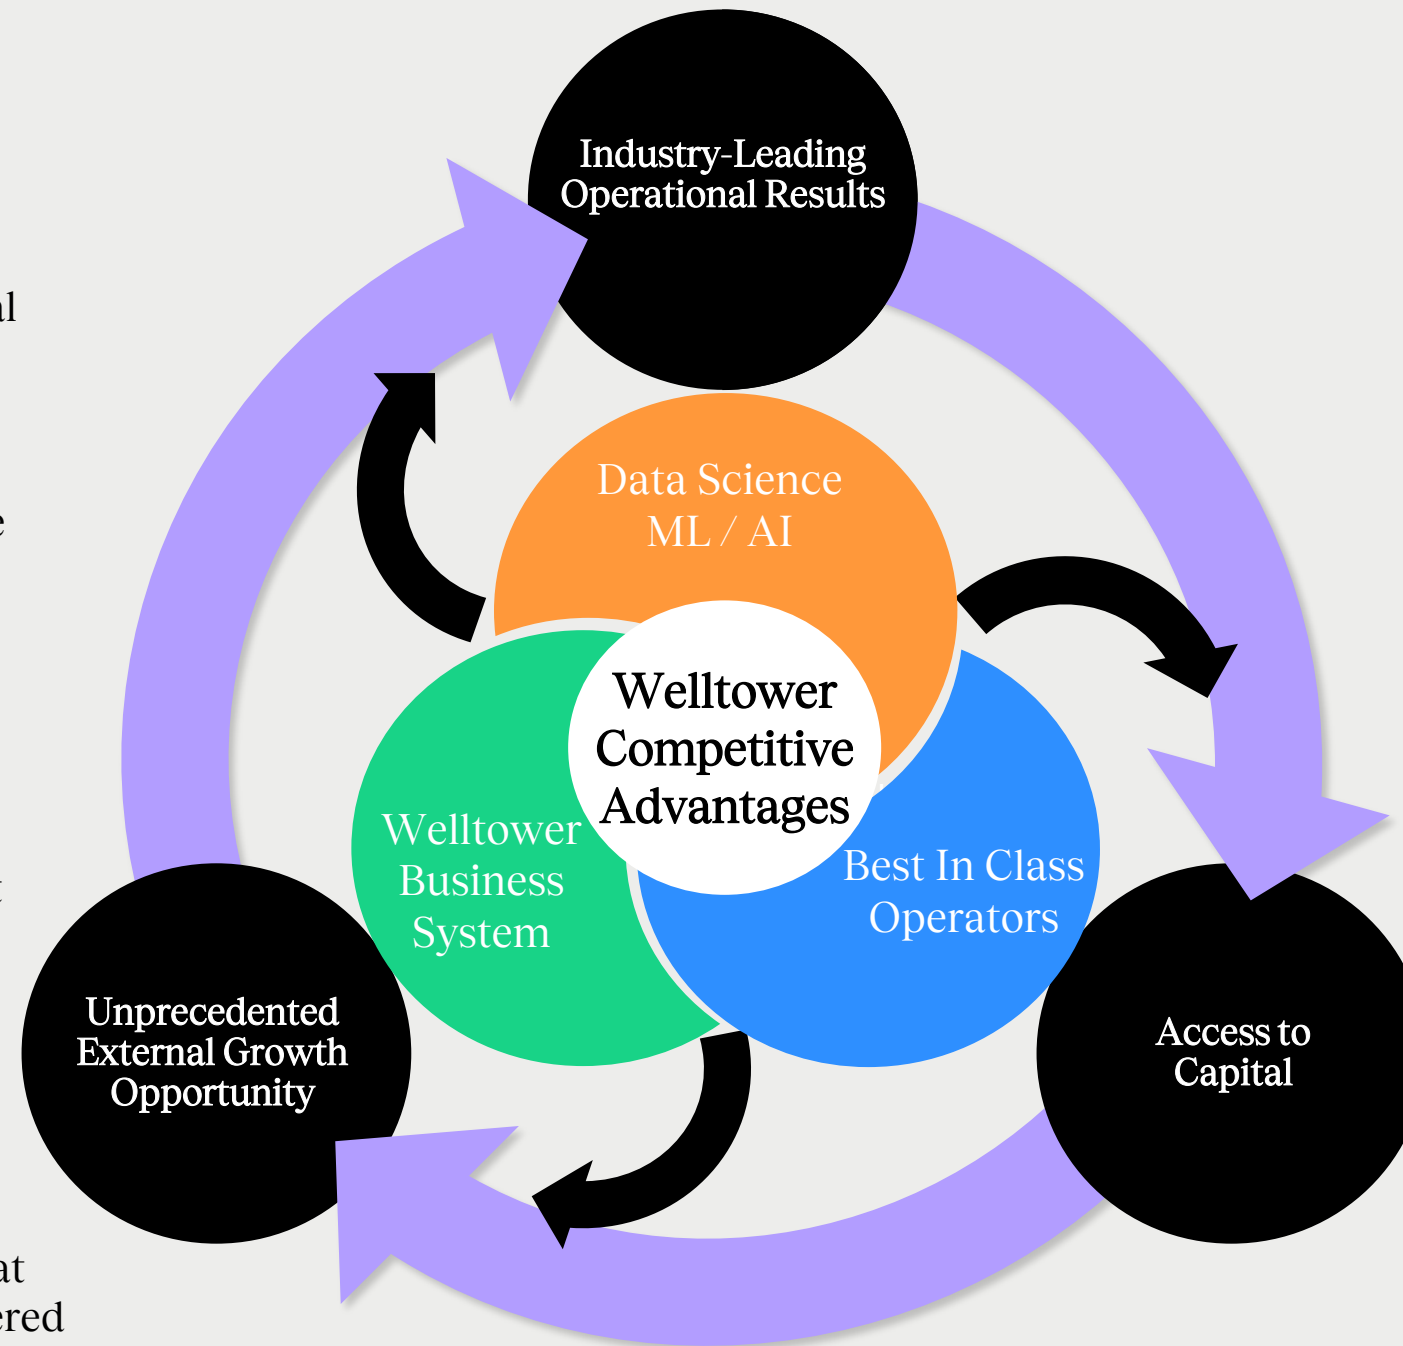 Industry-Leading
Operational Results
Data Science
ML / AI
Welltower
Competitive
Advantages
Welltower
Business
System
Best In Class
Operators
Unprecedented
External Growth
Opportunity
Access to
Capital